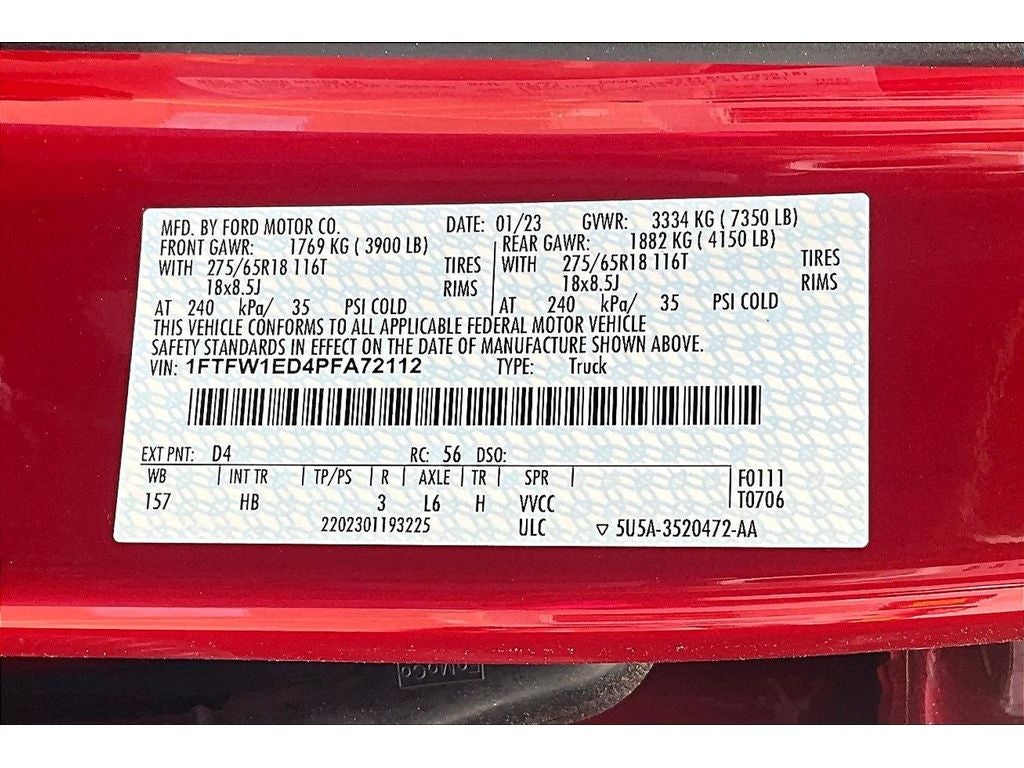 MFD. BY FORD MOTOR CO. DATE: 01/23 GVWR: 3334 KG ( 7350 LB)
FRONT GAWR: 1769 KG ( 3900 LB) REAR GAWR: 1882 KG ( 4150 LB)
WITH 275/65R18 116T TIRES WITH 275/65R18 116T TIRES
18x8.5J RIMS 18x8.5J RIMS
AT 240 kPa/ 35 PSI COLD AT 240 kPa/ 35 PSI COLD
THIS VEHICLE CONFORMS TO ALL APPLICABLE FEDERAL MOTOR VEHICLE
SAFETY STANDARDS IN EFFECT ON THE DATE OF MANUFACTURE SHOWN ABOVE.
VIN: 1FTFW1ED4PFA72112 TYPE: Truck
EXT PNT: D4 RC: 56 DSO:
WB INT TR TP/PS R AXLE TR SPR F0111
157 HB 3 L6 H VVCC T0706
2202301193225 ULC 5U5A-3520472-AA
FoMoCo